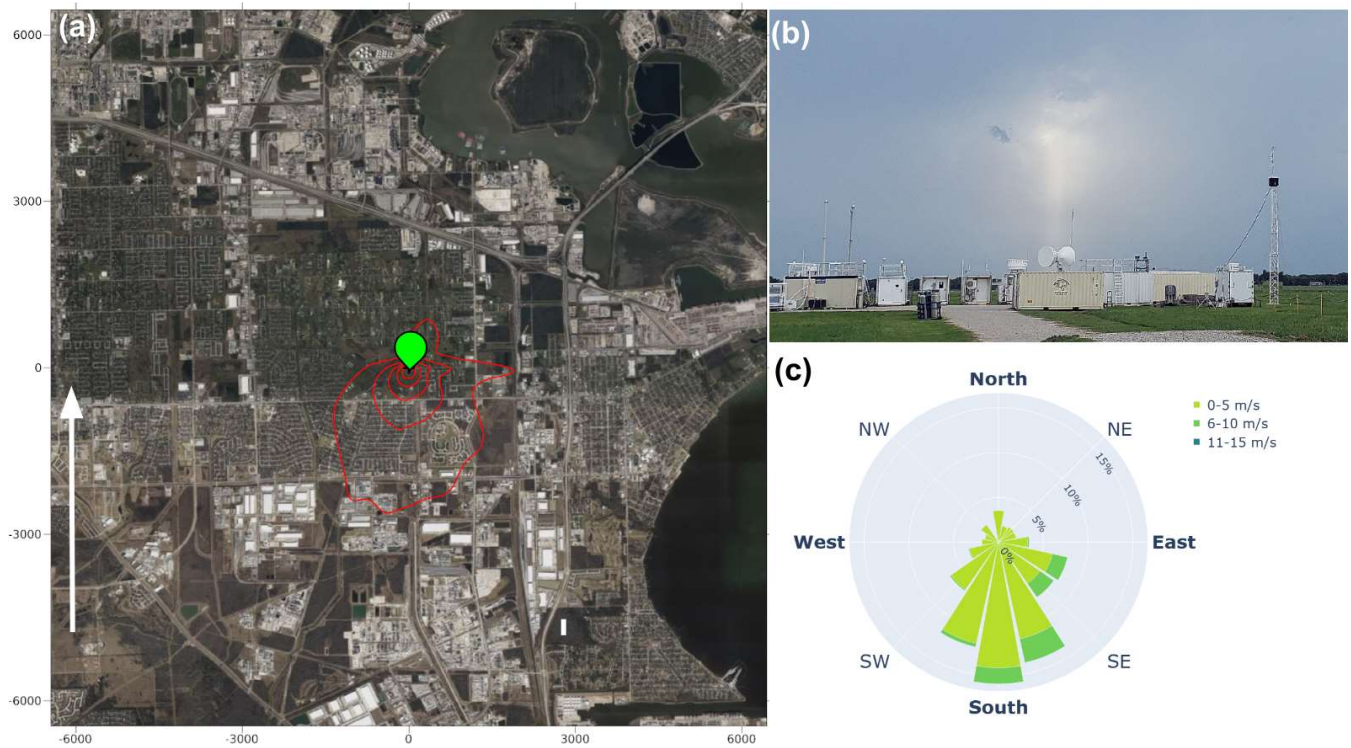 (a)
6000
3000
0
-3000
-6000
-6000
-3000
0
3000
6000
(b)
(c)
North
NW
NE
West
East
SW
SE
South
0%
5%
10%
15%
0-5 m/s
6-10 m/s
11-15 m/s